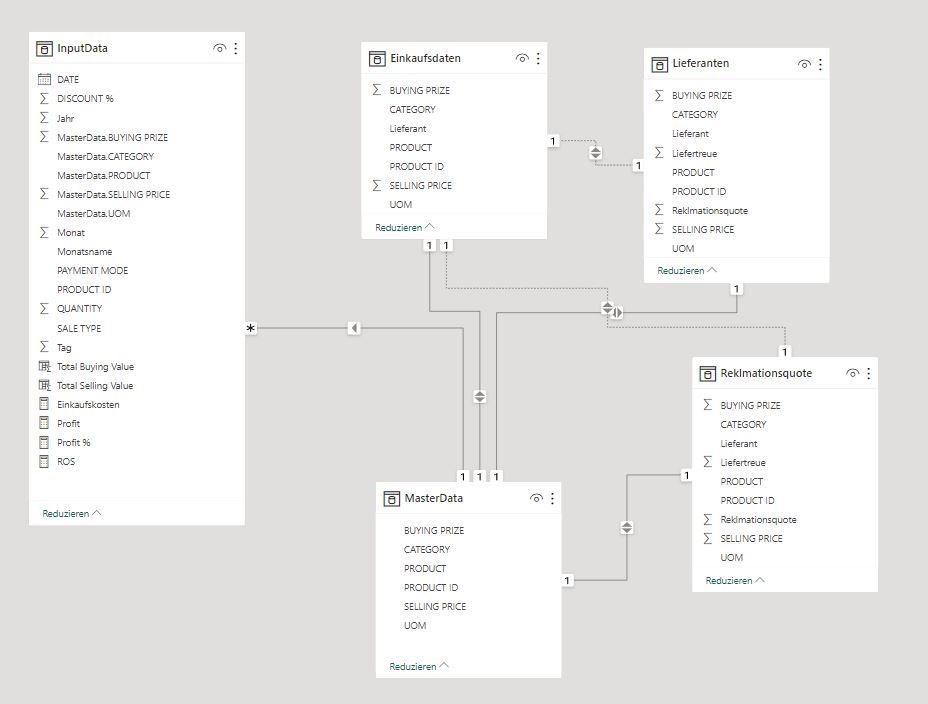 InputData
DATE
DISCOUNT %
Jahr
MasterData.BUYING PRIZE
MasterData.CATEGORY
MasterData.PRODUCT
MasterData.SELLING PRICE
MasterData.UOM
Monat
Monatsname
PAYMENT MODE
PRODUCT ID
QUANTITY
SALE TYPE
Tag
Total Buying Value
Total Selling Value
Einkaufskosten
Profit
Profit %
ROS
Reduzieren
Einkaufsdaten
BUYING PRIZE
CATEGORY
Lieferant
PRODUCT
PRODUCT ID
SELLING PRICE
UOM
Reduzieren
Lieferanten
BUYING PRIZE
CATEGORY
Lieferant
Liefertreue
PRODUCT
PRODUCT ID
Reklmationsquote
SELLING PRICE
UOM
Reduzieren
1
1
1
1
1
1
*
1
1
1
1
1
MasterData
BUYING PRIZE
CATEGORY
PRODUCT
PRODUCT ID
SELLING PRICE
UOM
Reduzieren
Reklmationsquote
BUYING PRIZE
CATEGORY
Lieferant
Liefertreue
PRODUCT
PRODUCT ID
Reklmationsquote
SELLING PRICE
UOM
Reduzieren